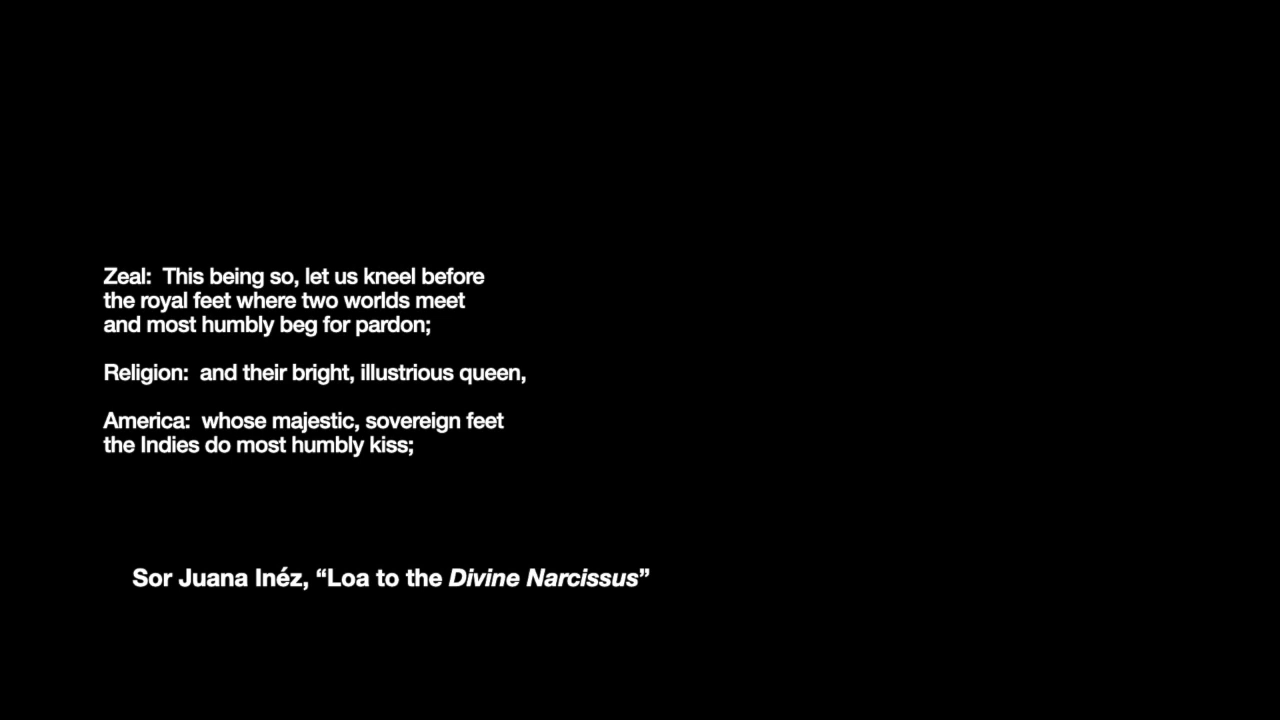 Zeal:  This being so, let us kneel before
the royal feet where two worlds meet
and most humbly beg for pardon;
Religion:  and their bright, illustrious queen,
America:  whose majestic, sovereign feet
the Indies do most humbly kiss;
Sor Juana Inéz, “Loa to the Divine Narcissus”